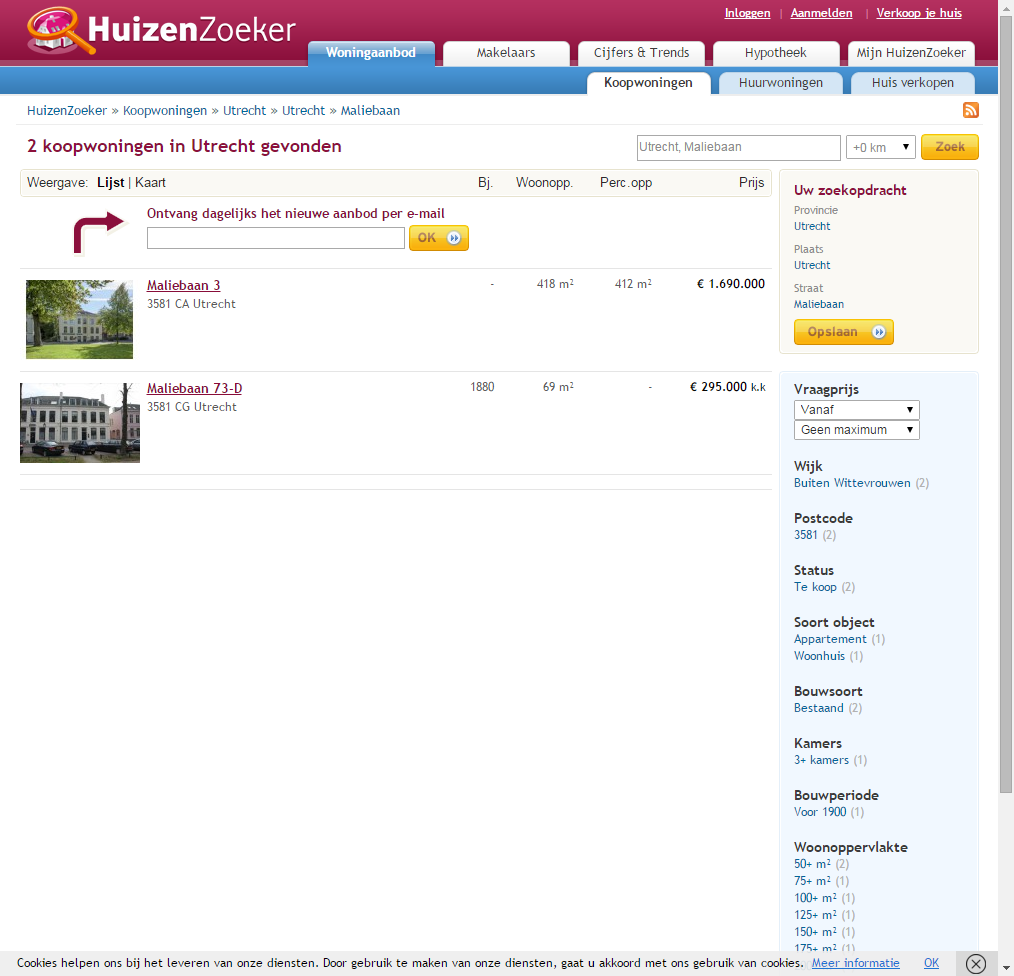 HuizenZoeker
Inloggen | Aanmelden | Verkoop je huis
Woningaanbod Makelaars Cijfers & Trends Hypotheek Mijn HuizenZoeker
Koopwoningen Huurwoningen Huis verkopen
HuizenZoeker » Koopwoningen » Utrecht » Utrecht » Maliebaan
2 koopwoningen in Utrecht gevonden
Utrecht, Maliebaan +0 km Zoek
Weergave: Lijst | Kaart Bj. Woonopp. Perc.opp Prijs
Ontvang dagelijks het nieuwe aanbod per e-mail
OK
Maliebaan 3 - 418 m² 412 m² € 1.690.000
3581 CA Utrecht
Maliebaan 73-D 1880 69 m² - € 295.000 k.k
3581 CG Utrecht
Uw zoekopdracht
Provincie
Utrecht
Plaats
Utrecht
Straat
Maliebaan
Opslaan
Vraagprijs
Vanaf
Geen maximum
Wijk
Buiten Wittevrouwen (2)
Postcode
3581 (2)
Status
Te koop (2)
Soort object
Appartement (1)
Woonhuis (1)
Bouwsoort
Bestaand (2)
Kamers
3+ kamers (1)
Bouwperiode
Voor 1900 (1)
Woonoppervlakte
50+ m² (2)
75+ m² (1)
100+ m² (1)
125+ m² (1)
150+ m² (1)
175+ m² (1)
Cookies helpen ons bij het leveren van onze diensten. Door gebruik te maken van onze diensten, gaat u akkoord met ons gebruik van cookies. Meer informatie OK